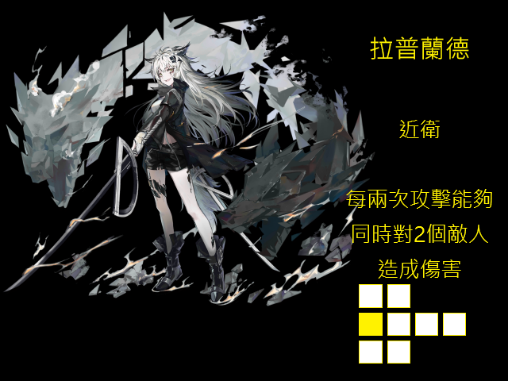 拉普蘭德
近衛
每兩次攻擊能夠
同時對2個敵人
造成傷害